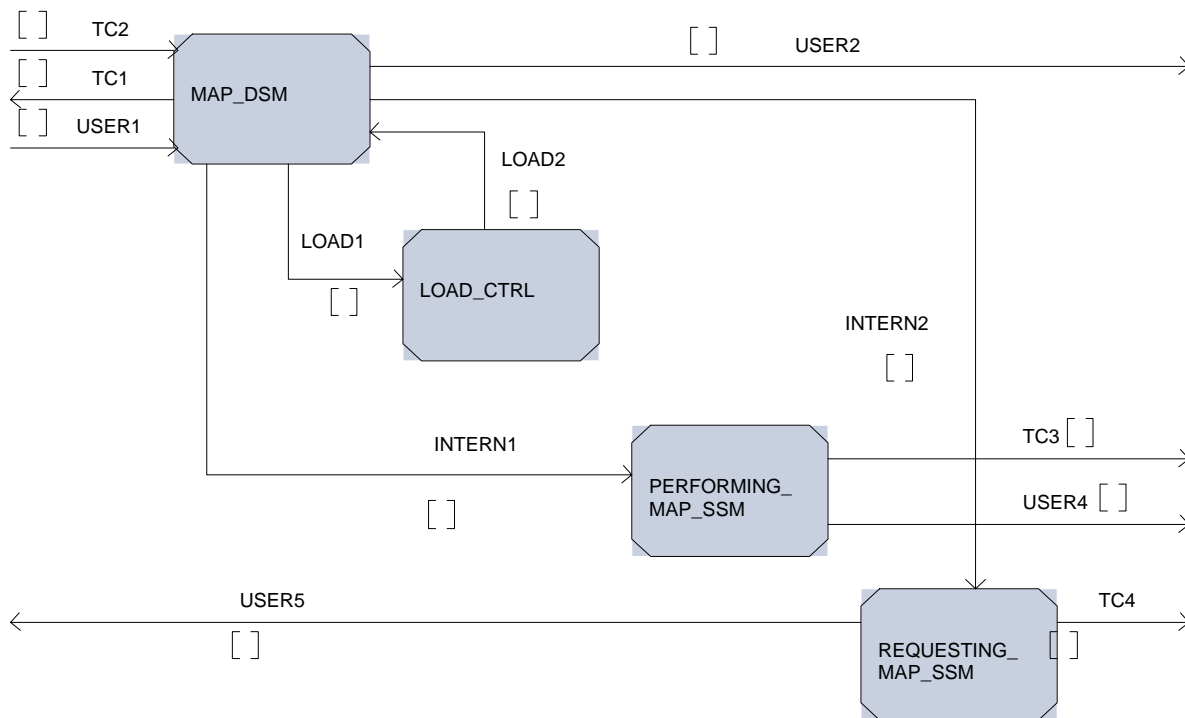 [ ] TC2
[ ] USER2
[ ] TC1
MAP_DSM
[ ] USER1
LOAD2
[ ]
LOAD1
LOAD_CTRL
[ ]
INTERN2
[ ]
INTERN1
TC3 [ ]
PERFORMING_
MAP_SSM
USER4 [ ]
[ ]
USER5
TC4
[ ]
REQUESTING_
MAP_SSM
[ ]